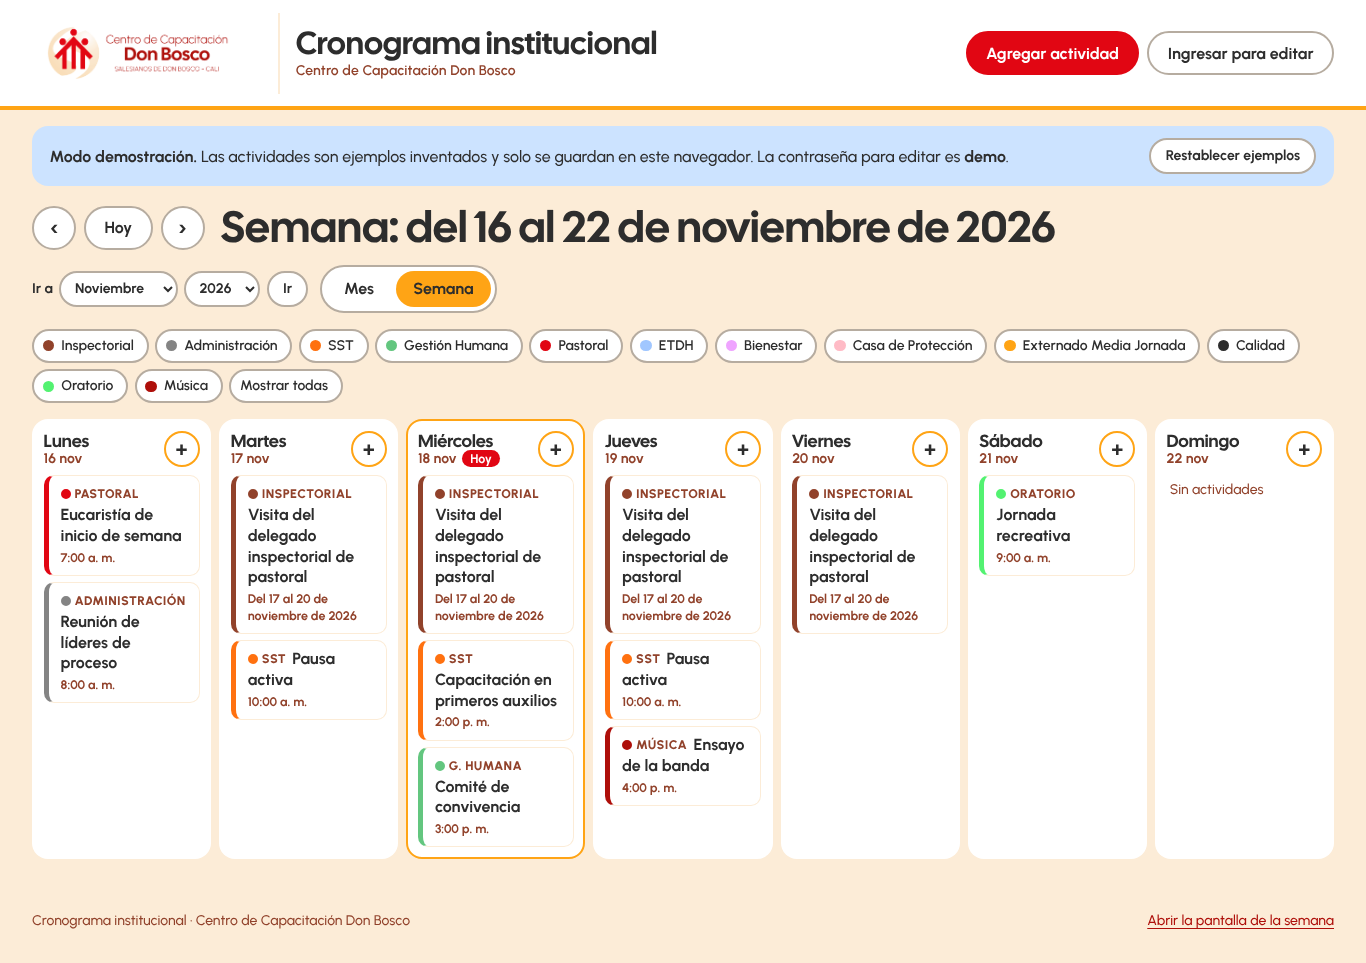 Centro de Capacitación
Don Bosco
SALESIANOS DE DON BOSCO - CALI
Cronograma institucional
Centro de Capacitación Don Bosco
Agregar actividad
Ingresar para editar
Modo demostración. Las actividades son ejemplos inventados y solo se guardan en este navegador. La contraseña para editar es demo.
Restablecer ejemplos
‹ Hoy › Semana: del 16 al 22 de noviembre de 2026
Ir a Noviembre 2026 Ir Mes Semana
Inspectorial Administración SST Gestión Humana Pastoral ETDH Bienestar Casa de Protección Externado Media Jornada Calidad
Oratorio Música Mostrar todas
Lunes
16 nov
+
PASTORAL
Eucaristía de
inicio de semana
7:00 a. m.
ADMINISTRACIÓN
Reunión de
líderes de
proceso
8:00 a. m.
Martes
17 nov
+
INSPECTORIAL
Visita del
delegado
inspectorial de
pastoral
Del 17 al 20 de
noviembre de 2026
SST Pausa
activa
10:00 a. m.
Miércoles
18 nov Hoy
+
INSPECTORIAL
Visita del
delegado
inspectorial de
pastoral
Del 17 al 20 de
noviembre de 2026
SST
Capacitación en
primeros auxilios
2:00 p. m.
G. HUMANA
Comité de
convivencia
3:00 p. m.
Jueves
19 nov
+
INSPECTORIAL
Visita del
delegado
inspectorial de
pastoral
Del 17 al 20 de
noviembre de 2026
SST Pausa
activa
10:00 a. m.
MÚSICA Ensayo
de la banda
4:00 p. m.
Viernes
20 nov
+
INSPECTORIAL
Visita del
delegado
inspectorial de
pastoral
Del 17 al 20 de
noviembre de 2026
Sábado
21 nov
+
ORATORIO
Jornada
recreativa
9:00 a. m.
Domingo
22 nov
+
Sin actividades
Cronograma institucional · Centro de Capacitación Don Bosco
Abrir la pantalla de la semana